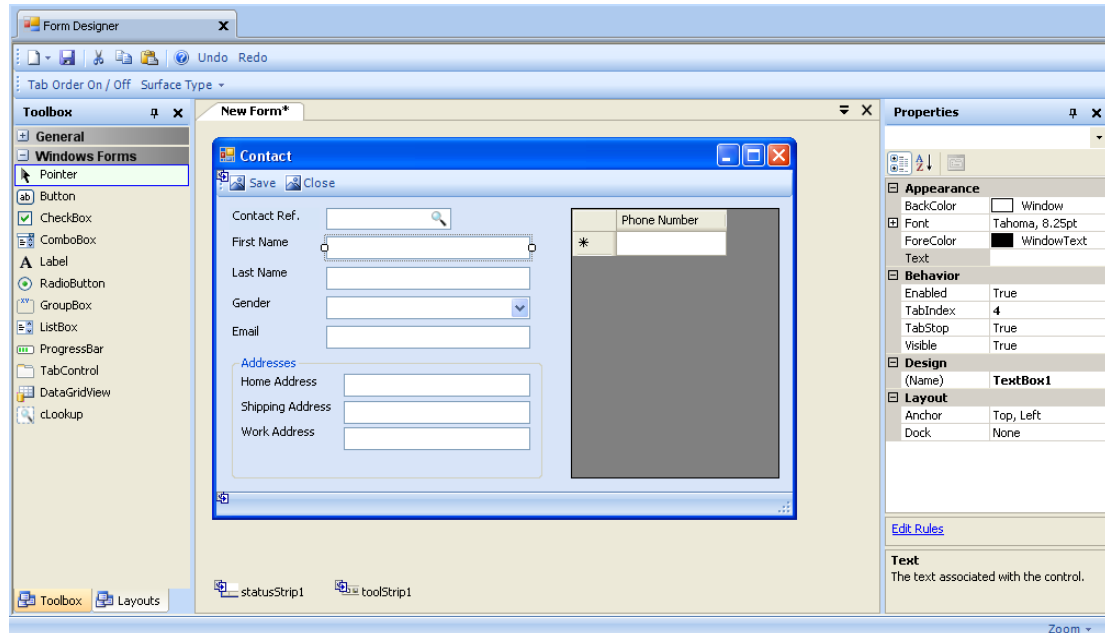 Form Designer
Undo Redo
Tab Order On / Off Surface Type
Toolbox
General
Windows Forms
Pointer
Button
CheckBox
ComboBox
A Label
RadioButton
GroupBox
ListBox
ProgressBar
TabControl
DataGridView
cLookup
Toolbox Layouts
New Form*
Contact
Save Close
Contact Ref.
First Name
Last Name
Gender
Email
Addresses
Home Address
Shipping Address
Work Address
Phone Number
statusStrip1 toolStrip1
Properties
Appearance
BackColor Window
Font Tahoma, 8.25pt
ForeColor WindowText
Text
Behavior
Enabled True
TabIndex 4
TabStop True
Visible True
Design
(Name) TextBox1
Layout
Anchor Top, Left
Dock None
Edit Rules
Text
The text associated with the control.
Zoom